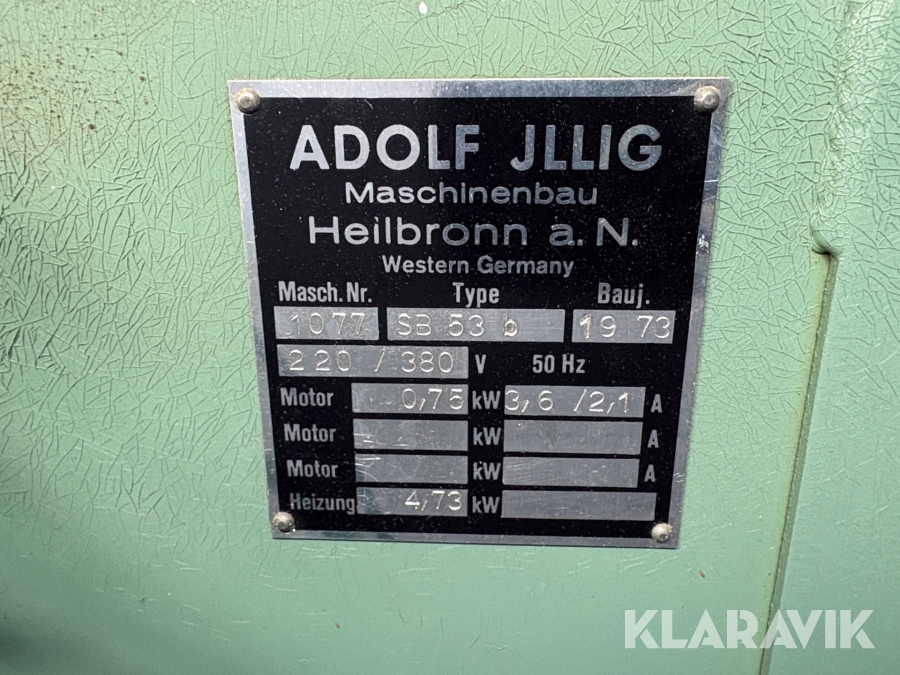 ADOLF JLLIG
Maschinenbau
Heilbronn a. N.
Western Germany
Masch. Nr. Type Bauj.
1077 SB 53 b 19 73
220 / 380 V 50 Hz
Motor 0,75 kW 3,6 /2,1 A
Motor kW A
Motor kW A
Heizung 4,73 kW
KLARAVIK